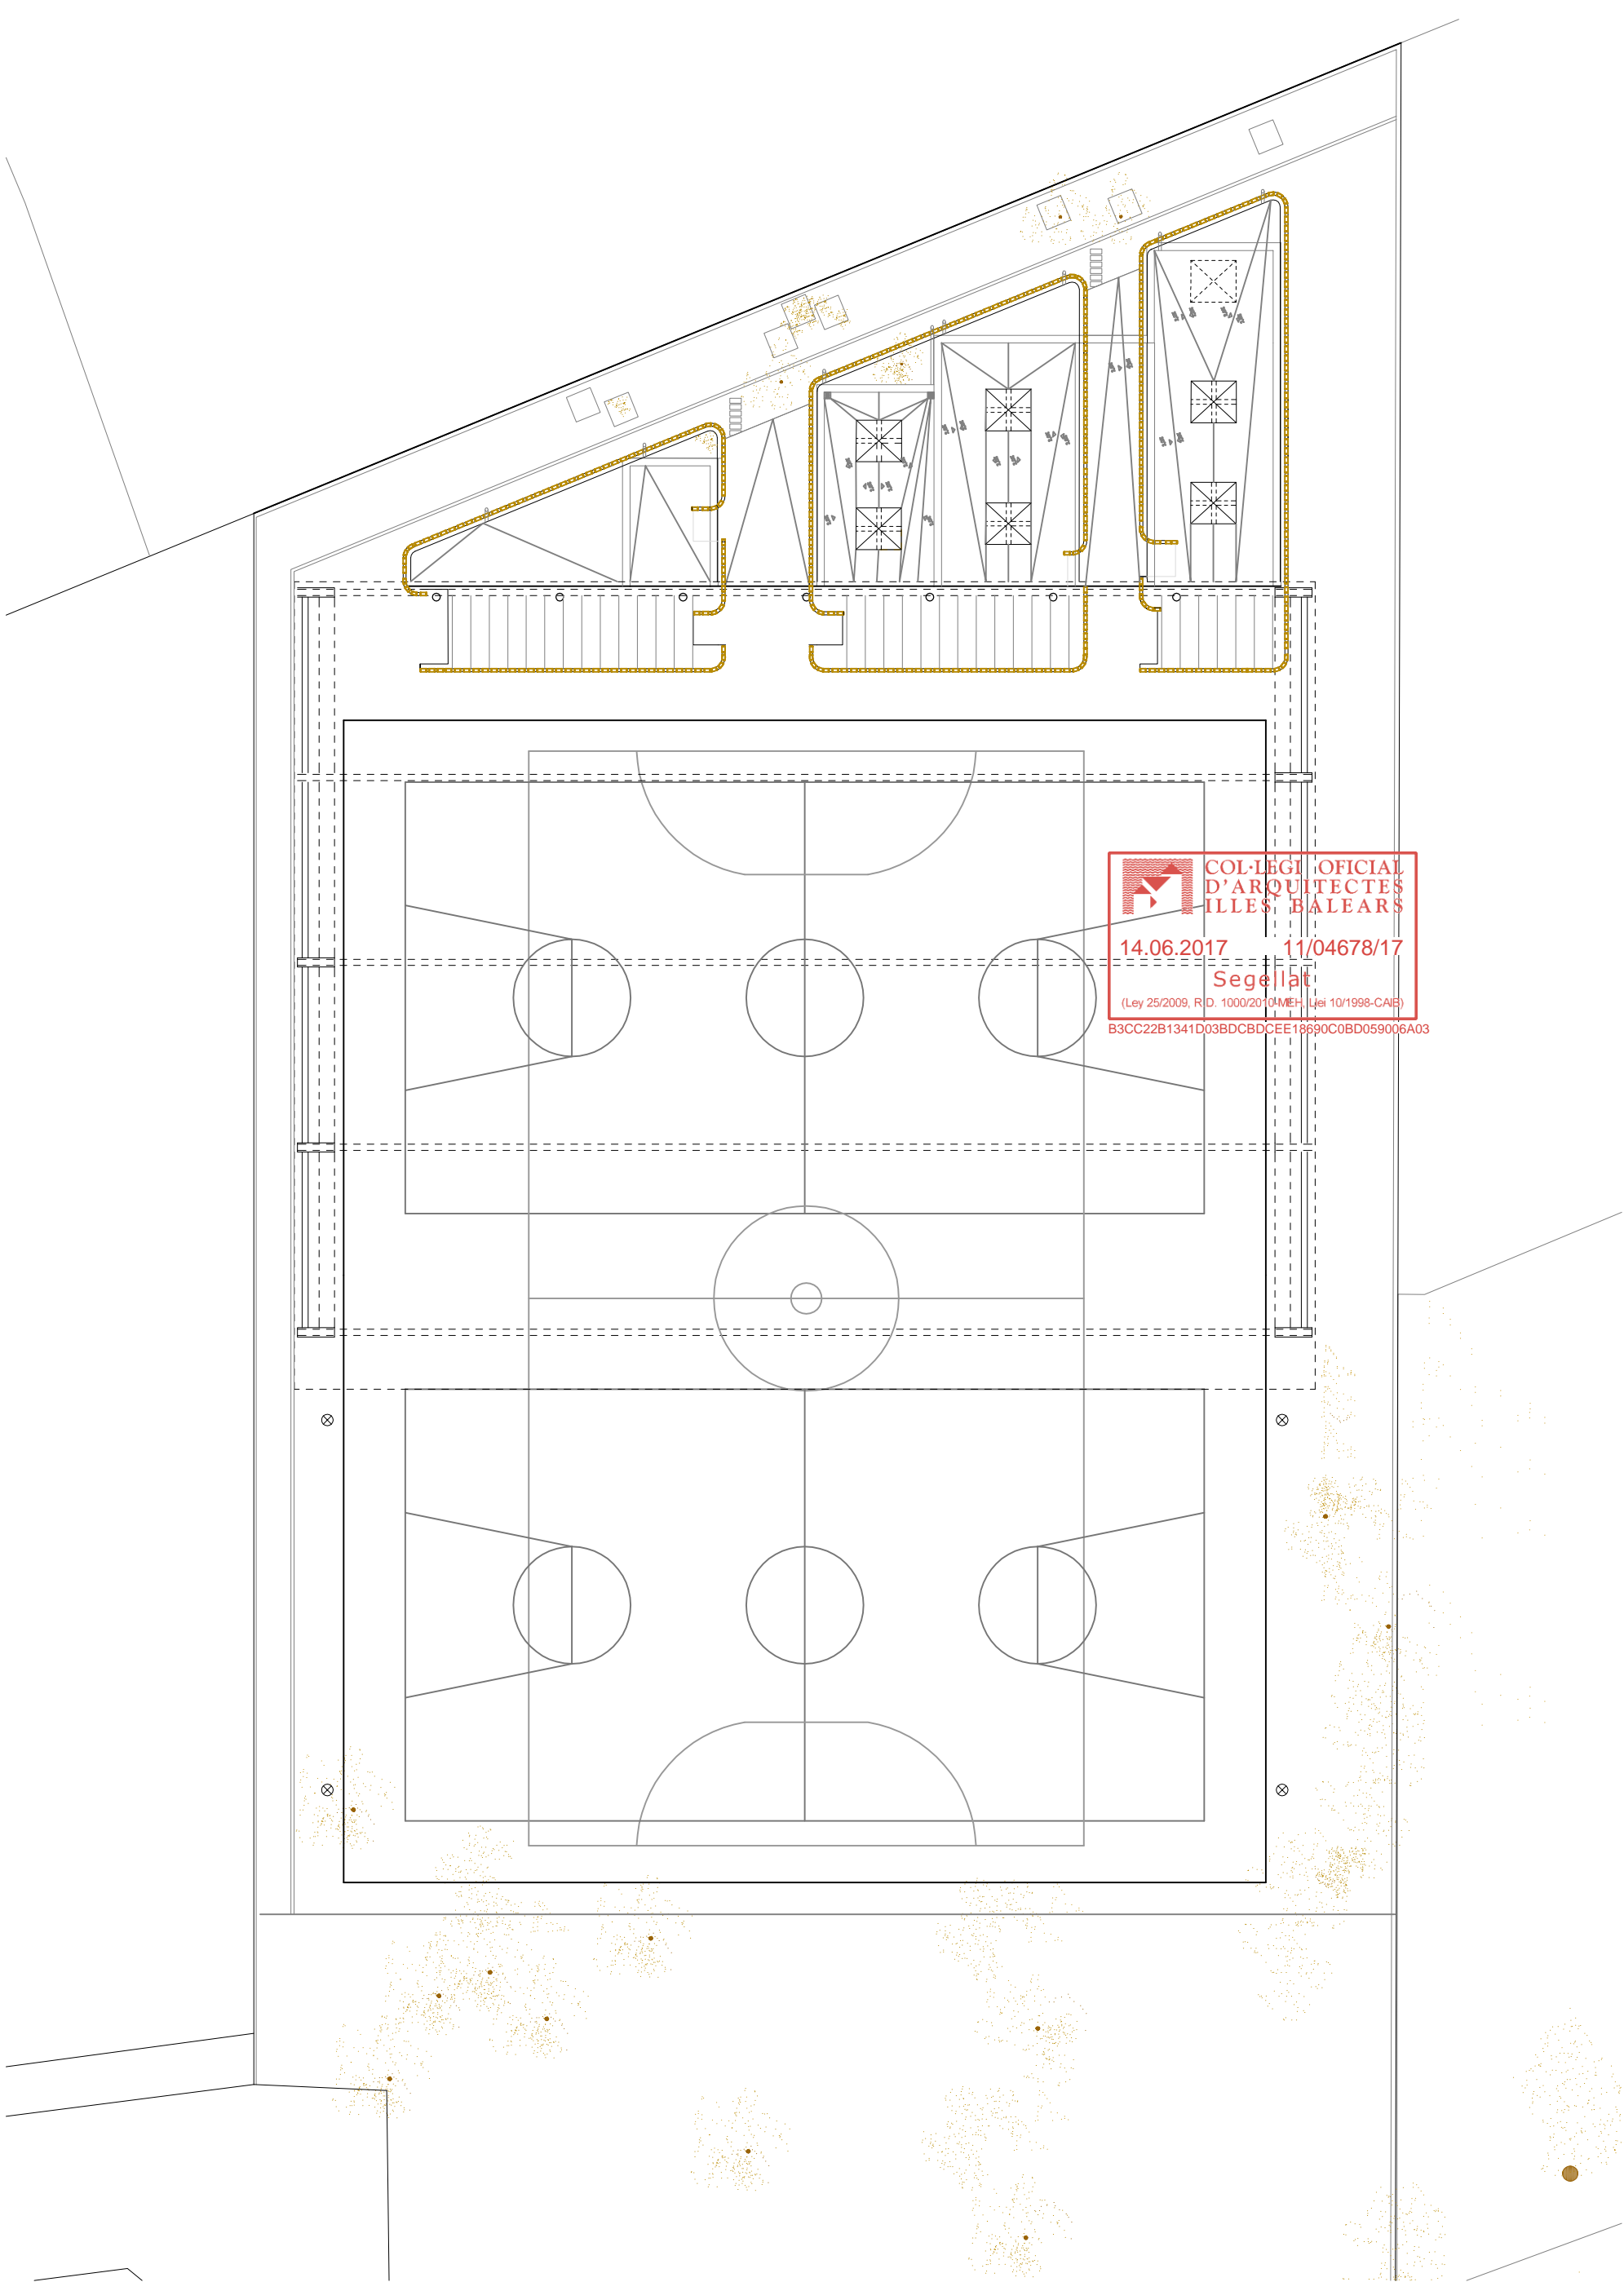 COL·LEGI OFICIAL
D'ARQUITECTES
ILLES BALEARS
14.06.2017 11/04678/17
Segellat
(Ley 25/2009, R.D. 1000/2010-MEH, Llei 10/1998-CAIB)
B3CC22B1341D03BDCBDCEE18690C0BD059006A03